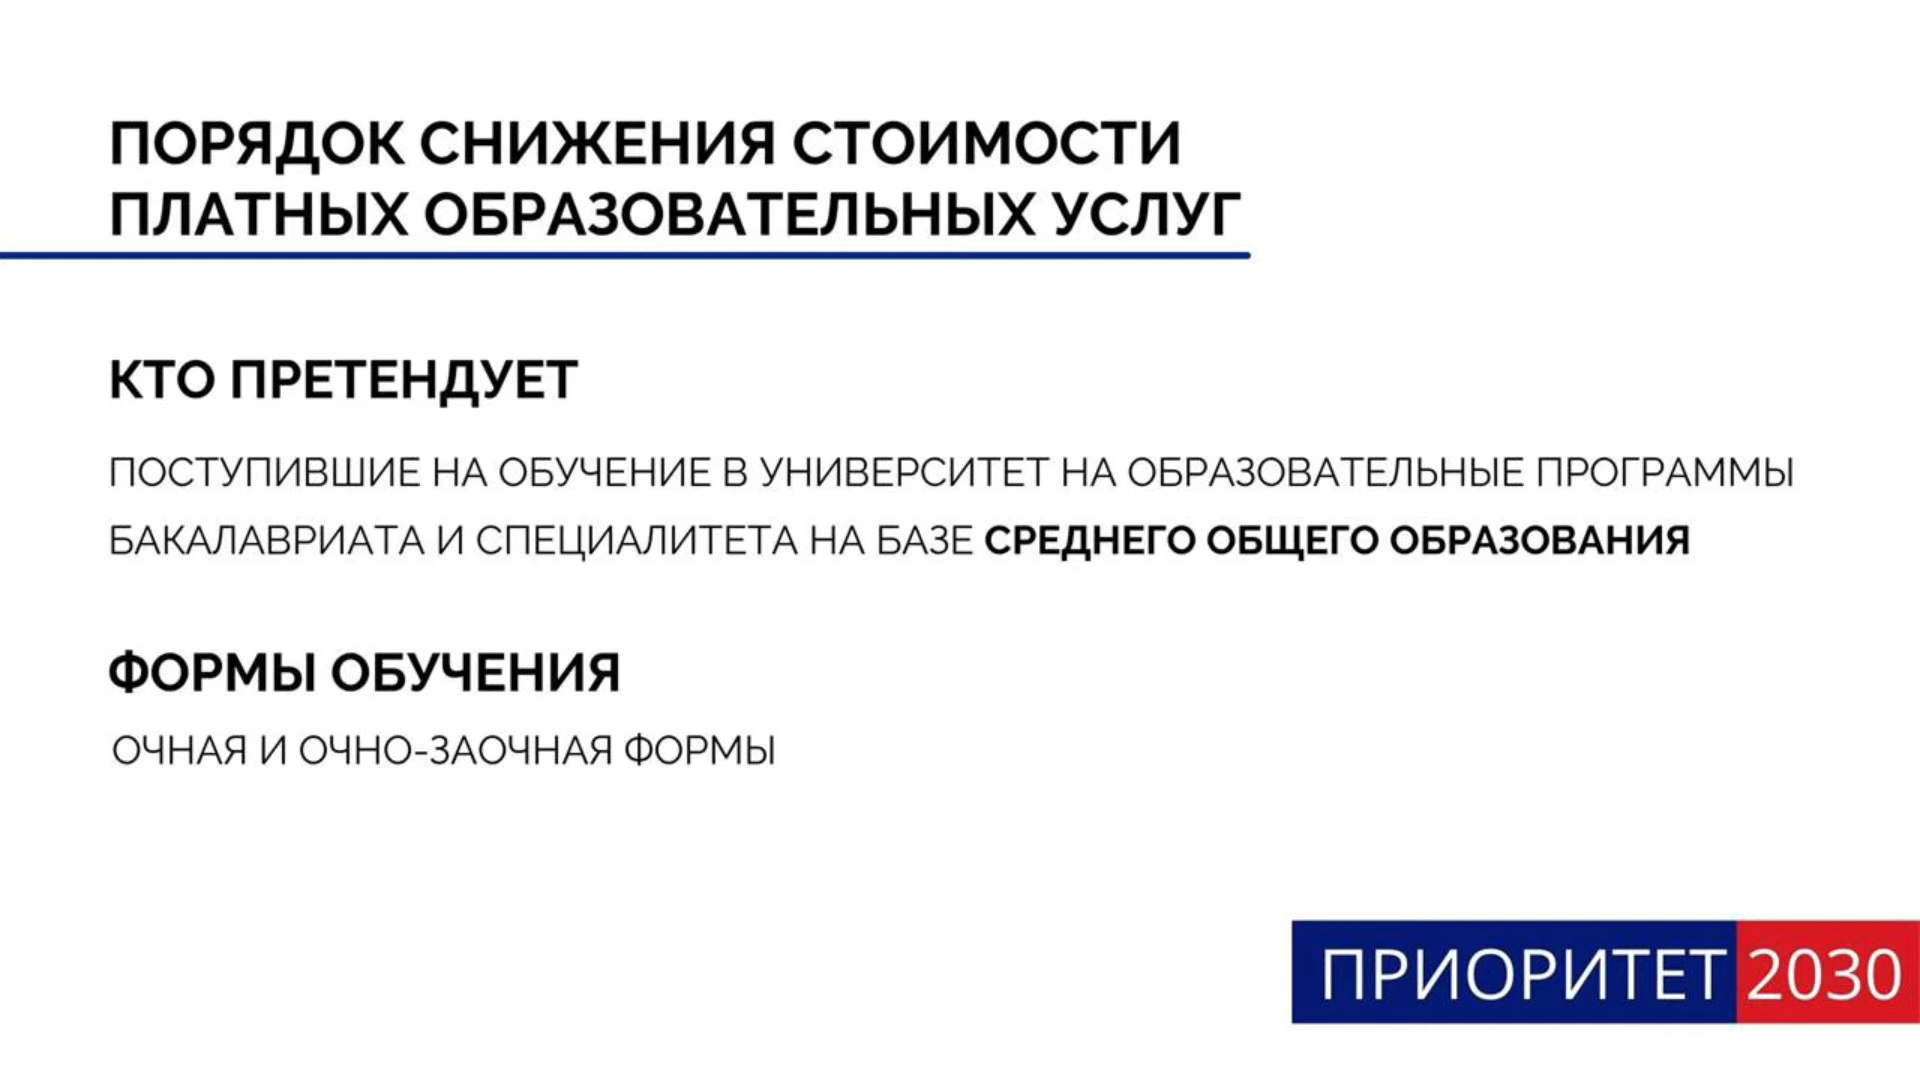 ПОРЯДОК СНИЖЕНИЯ СТОИМОСТИ
ПЛАТНЫХ ОБРАЗОВАТЕЛЬНЫХ УСЛУГ
КТО ПРЕТЕНДУЕТ
ПОСТУПИВШИЕ НА ОБУЧЕНИЕ В УНИВЕРСИТЕТ НА ОБРАЗОВАТЕЛЬНЫЕ ПРОГРАММЫ
БАКАЛАВРИАТА И СПЕЦИАЛИТЕТА НА БАЗЕ СРЕДНЕГО ОБЩЕГО ОБРАЗОВАНИЯ
ФОРМЫ ОБУЧЕНИЯ
ОЧНАЯ И ОЧНО-ЗАОЧНАЯ ФОРМЫ
ПРИОРИТЕТ 2030